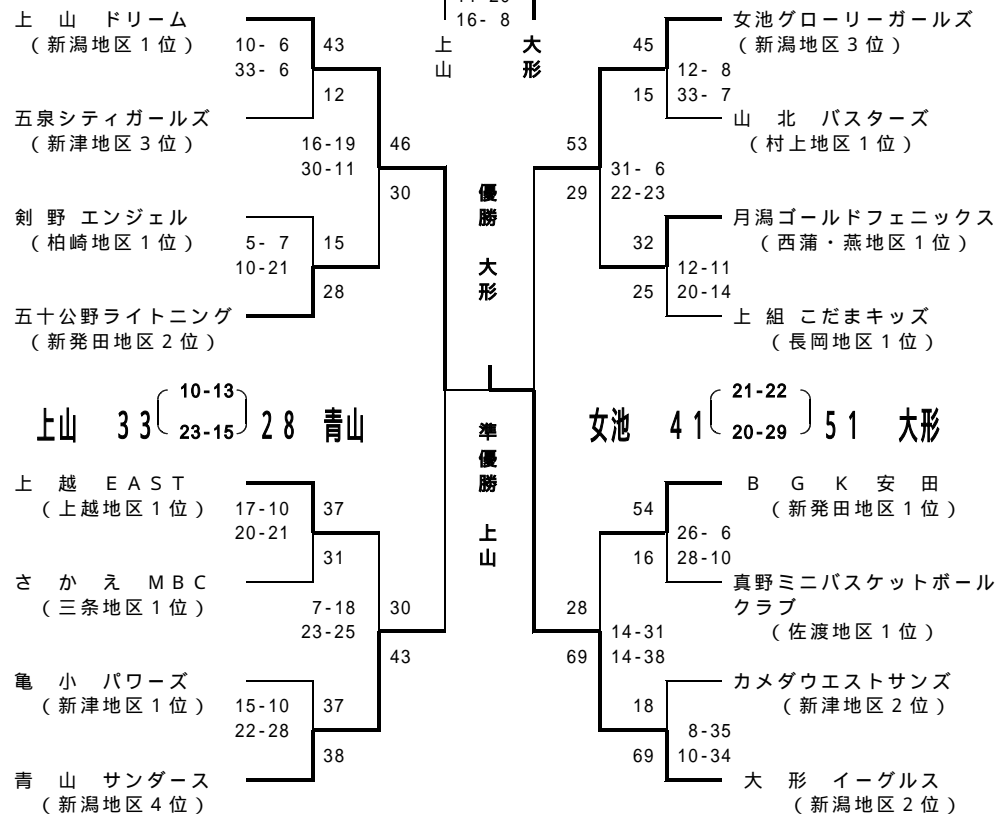 16- 8
上山
大形
上 山 ドリーム
(新潟地区1位)
10- 6
33- 6
43
12
五泉シティガールズ
(新津地区3位)
16-19
30-11
46
30
剣 野 エンジェル
(柏崎地区1位)
5- 7
10-21
15
28
五十公野ライトニング
(新発田地区2位)
女池グローリーガールズ
(新潟地区3位)
45
12- 8
33- 7
15
山 北 バスターズ
(村上地区1位)
53
31- 6
22-23
29
月潟ゴールドフェニックス
(西蒲・燕地区1位)
32
12-11
20-14
25
上 組 こだまキッズ
(長岡地区1位)
優勝 大形
準優勝 上山
上山 33 10-13 28 青山
23-15
女池 41 21-22 51 大形
20-29
上 越 EAST
(上越地区1位)
17-10
20-21
37
31
さ か え MBC
(三条地区1位)
7-18
23-25
30
43
亀 小 パワーズ
(新津地区1位)
15-10
22-28
37
38
青 山 サンダース
(新潟地区4位)
B G K 安 田
(新発田地区1位)
54
26- 6
28-10
16
真野ミニバスケットボール
クラブ
(佐渡地区1位)
28
14-31
14-38
69
カメダウエストサンズ
(新津地区2位)
18
8-35
10-34
69
大 形 イーグルス
(新潟地区2位)